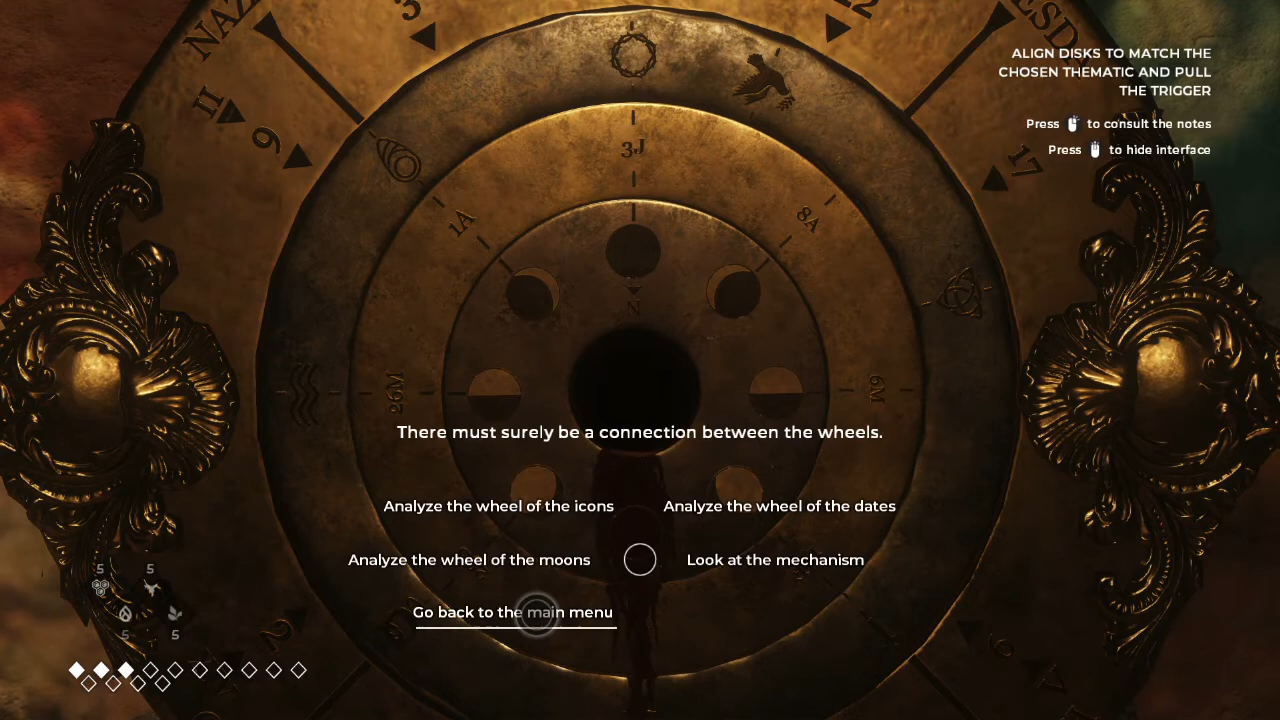 ALIGN DISKS TO MATCH THE
CHOSEN THEMATIC AND PULL
THE TRIGGER
Press to consult the notes
Press to hide interface
11
9
17
3J
1A
8A
N
26M
6M
There must surely be a connection between the wheels.
Analyze the wheel of the icons
Analyze the wheel of the dates
Analyze the wheel of the moons
Look at the mechanism
Go back to the main menu
5
5
5
5